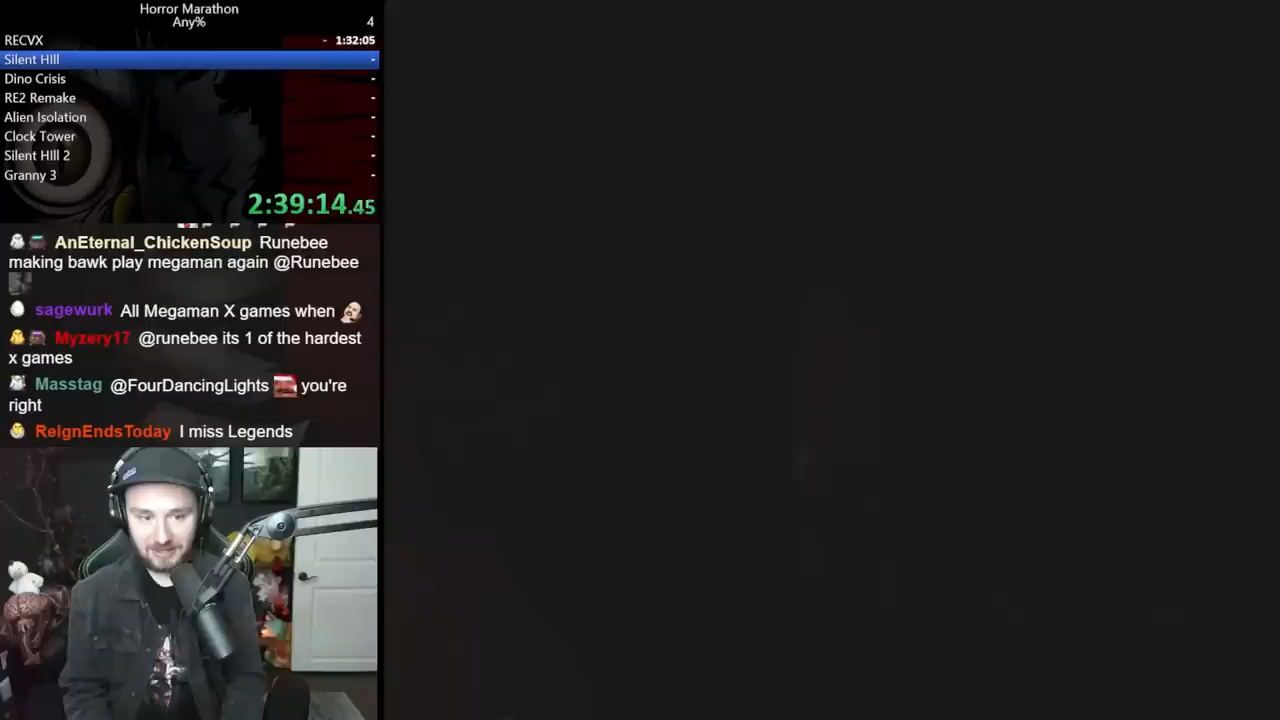 Horror Marathon
Any%
4
RECVX - 1:32:05
Silent HIll -
Dino Crisis -
RE2 Remake -
Alien Isolation -
Clock Tower -
Silent HIll 2 -
Granny 3 -
2:39:14.45
AnEternal_ChickenSoup Runebee
making bawk play megaman again @Runebee
sagewurk All Megaman X games when
Myzery17 @runebee its 1 of the hardest
x games
Masstag @FourDancingLights you're
right
ReignEndsToday I miss Legends